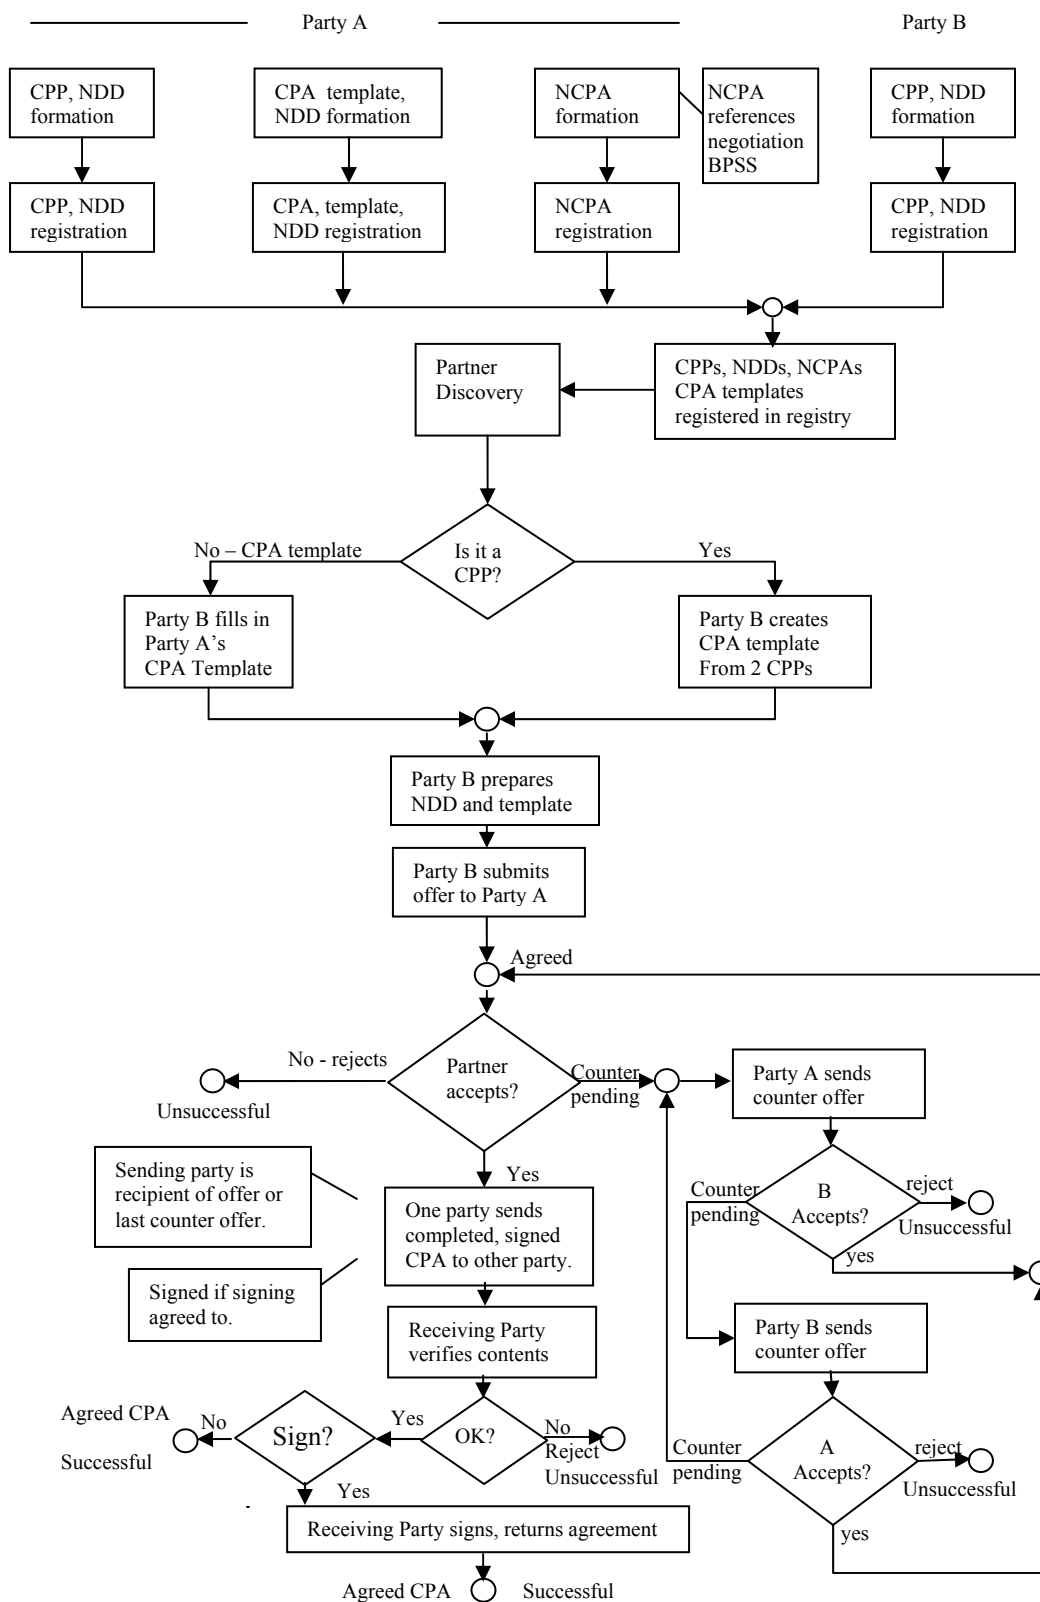 Party A
Party B
CPP, NDD
formation
CPA template,
NDD formation
NCPA
formation
NCPA
references
negotiation
BPSS
CPP, NDD
formation
CPP, NDD
registration
CPA, template,
NDD registration
NCPA
registration
CPP, NDD
registration
Partner
Discovery
CPPs, NDDs, NCPAs
CPA templates
registered in registry
No – CPA template
Is it a
CPP?
Yes
Party B fills in
Party A's
CPA Template
Party B creates
CPA template
From 2 CPPs
Party B prepares
NDD and template
Party B submits
offer to Party A
Agreed
No - rejects
Unsuccessful
Partner
accepts?
Counter
pending
Party A sends
counter offer
Sending party is
recipient of offer or
last counter offer.
Yes
One party sends
completed, signed
CPA to other party.
Counter
pending
B
Accepts?
reject
Unsuccessful
yes
Signed if signing
agreed to.
Receiving Party
verifies contents
Party B sends
counter offer
Agreed CPA
Successful
No
Sign?
Yes
OK?
No
Reject
Unsuccessful
Counter
pending
A
Accepts?
reject
Unsuccessful
yes
Yes
Receiving Party signs, returns agreement
Agreed CPA
Successful